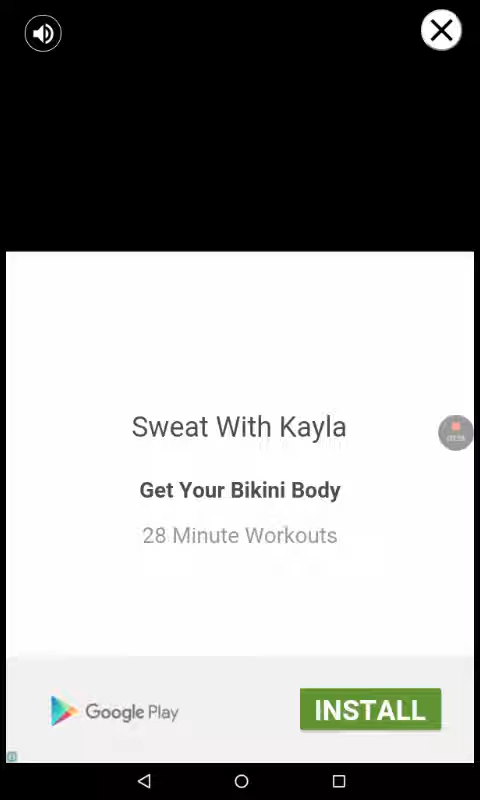 Sweat With Kayla
Get Your Bikini Body
28 Minute Workouts
Google Play
INSTALL